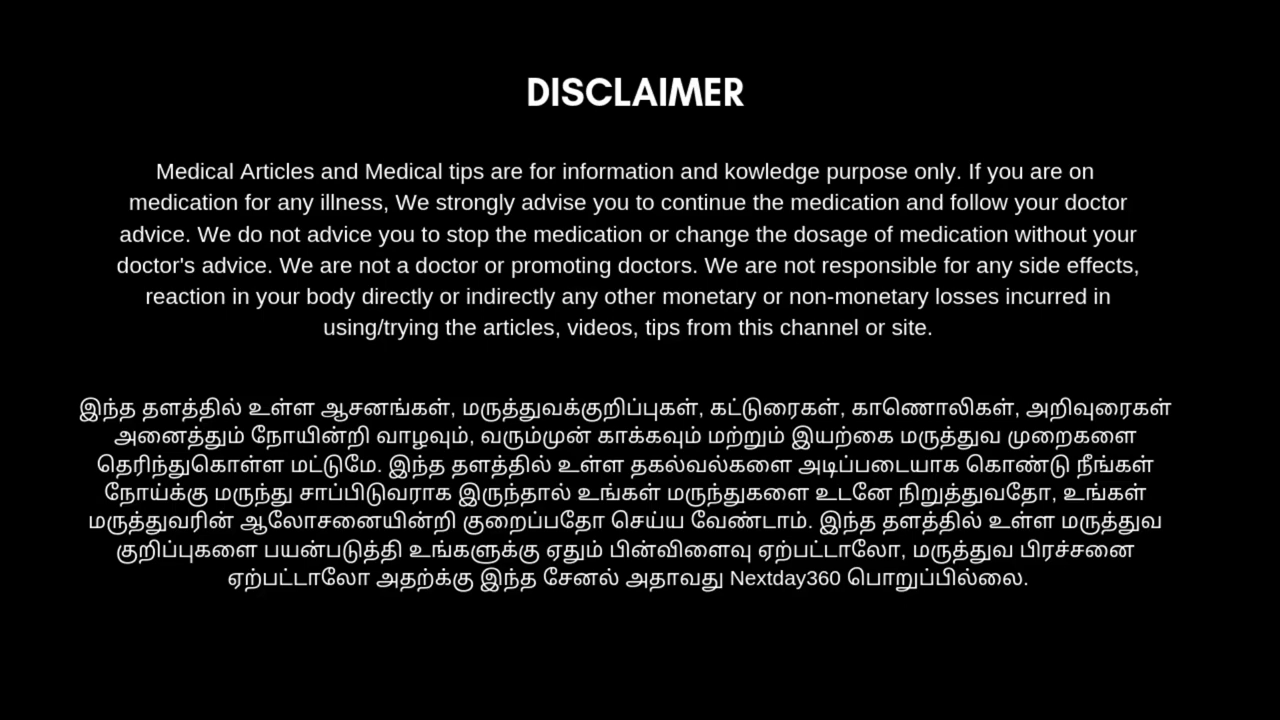 DISCLAIMER
Medical Articles and Medical tips are for information and kowledge purpose only. If you are on
medication for any illness, We strongly advise you to continue the medication and follow your doctor
advice. We do not advice you to stop the medication or change the dosage of medication without your
doctor's advice. We are not a doctor or promoting doctors. We are not responsible for any side effects,
reaction in your body directly or indirectly any other monetary or non-monetary losses incurred in
using/trying the articles, videos, tips from this channel or site.
இந்த தளத்தில் உள்ள ஆசனங்கள், மருத்துவக்குறிப்புகள், கட்டுரைகள், காணொலிகள், அறிவுரைகள்
அனைத்தும் நோயின்றி வாழவும், வரும்முன் காக்கவும் மற்றும் இயற்கை மருத்துவ முறைகளை
தெரிந்துகொள்ள மட்டுமே. இந்த தளத்தில் உள்ள தகல்வல்களை அடிப்படையாக கொண்டு நீங்கள்
நோய்க்கு மருந்து சாப்பிடுவராக இருந்தால் உங்கள் மருந்துகளை உடனே நிறுத்துவதோ, உங்கள்
மருத்துவரின் ஆலோசனையின்றி குறைப்பதோ செய்ய வேண்டாம். இந்த தளத்தில் உள்ள மருத்துவ
குறிப்புகளை பயன்படுத்தி உங்களுக்கு ஏதும் பின்விளைவு ஏற்பட்டாலோ, மருத்துவ பிரச்சனை
ஏற்பட்டாலோ அதற்க்கு இந்த சேனல் அதாவது Nextday360 பொறுப்பில்லை.